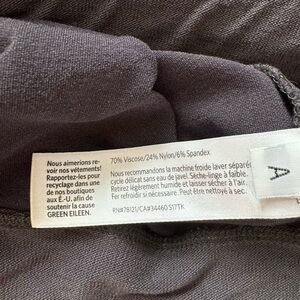 Nous aimerions re-
voir nos vêtements!
Rapportez-les pour
recyclage dans une
de nos boutiques
aux É.-U. afin de
soutenir la cause
GREEN EILEEN.
70% Viscose/24% Nylon/6% Spandex
Nous recommandons la machine froide laver séparé
cycle délicat sans eau de javel. Sèche-linge à faible.
Retirez légèrement humide et laisser sécher à l'air.
Fer refroidir si nécessaire. Peut être nettoyé à sec.
RN#78121/CA#34460 S17TK
A